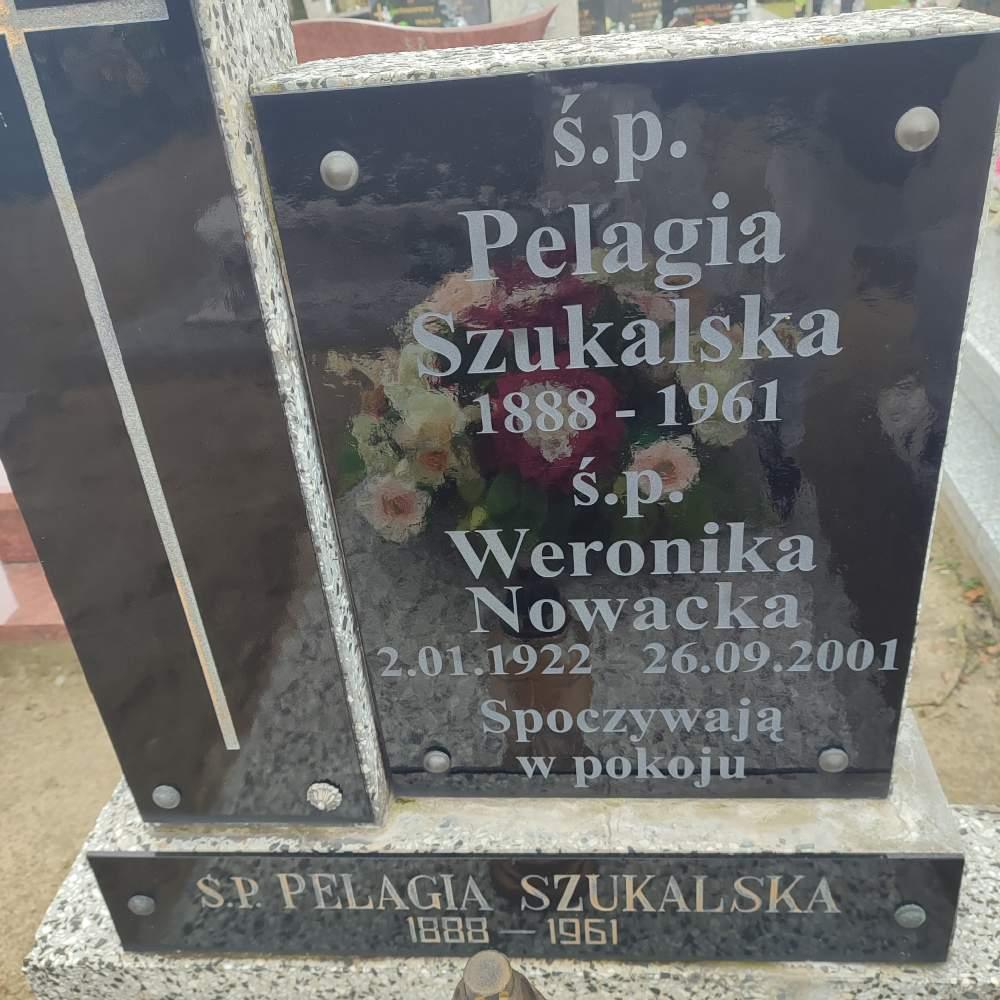 ś.p.
Pelagia
Szukalska
1888 - 1961
ś.p.
Weronika
Nowacka
2.01.1922 - 26.09.2001
Spoczywają
w pokoju
Ś.P. PELAGIA SZUKALSKA
1888 — 1961